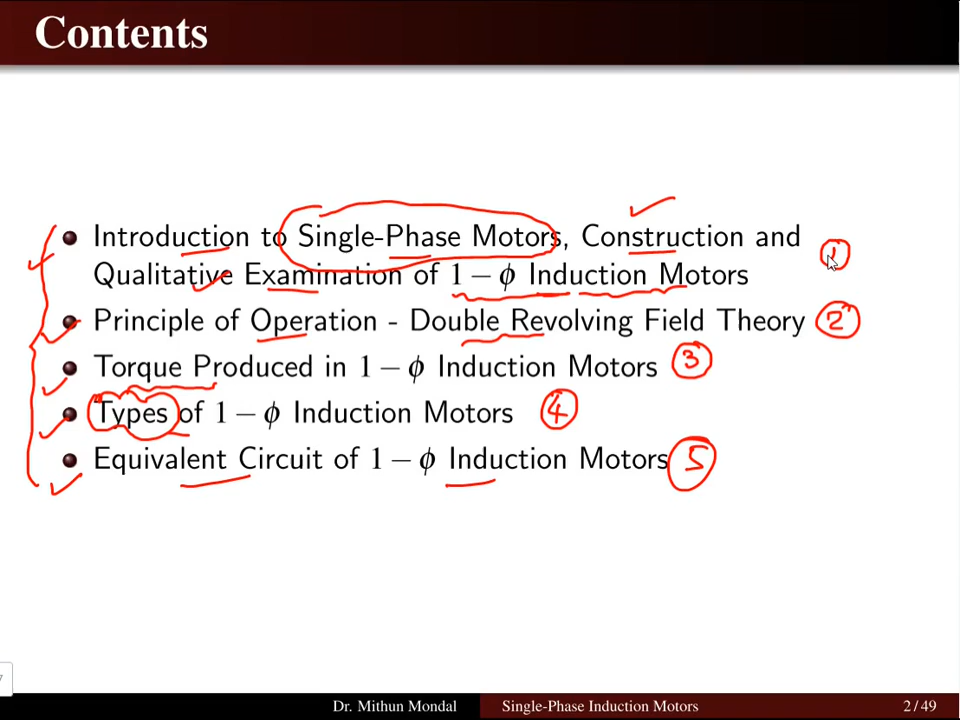 Contents
Introduction to Single-Phase Motors, Construction and
Qualitative Examination of 1 − ϕ Induction Motors
1
Principle of Operation - Double Revolving Field Theory 2
Torque Produced in 1 − ϕ Induction Motors 3
Types of 1 − ϕ Induction Motors 4
Equivalent Circuit of 1 − ϕ Induction Motors 5
Dr. Mithun Mondal Single-Phase Induction Motors 2 / 49